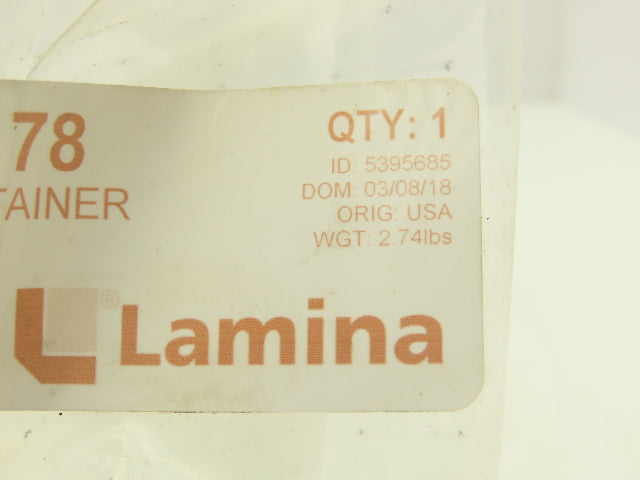 78
TAINER
QTY: 1
ID: 5395685
DOM: 03/08/18
ORIG: USA
WGT: 2.74lbs
® Lamina